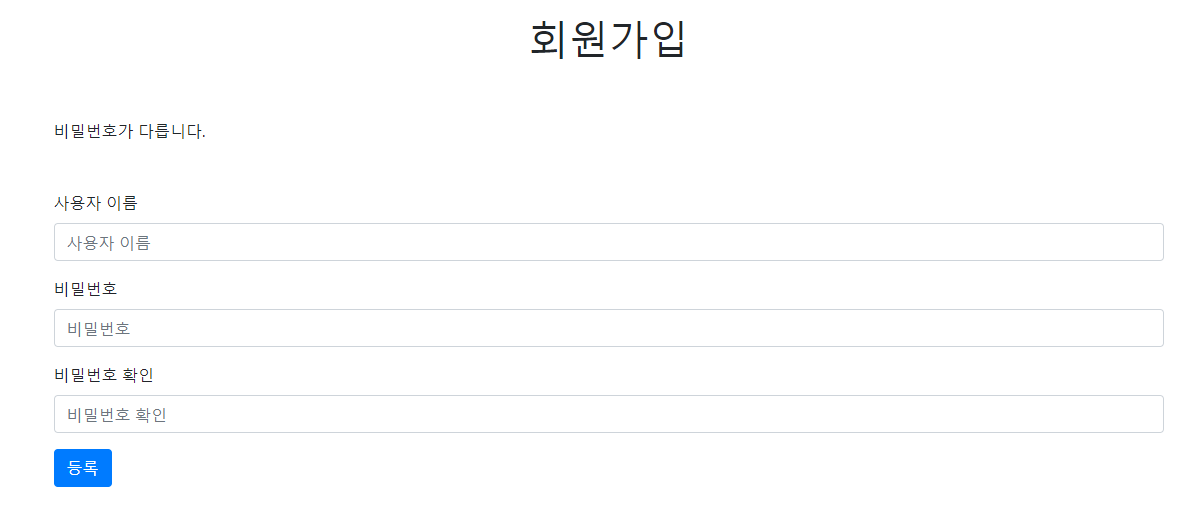 회원가입
비밀번호가 다릅니다.
사용자 이름
사용자 이름
비밀번호
비밀번호
비밀번호 확인
비밀번호 확인
등록